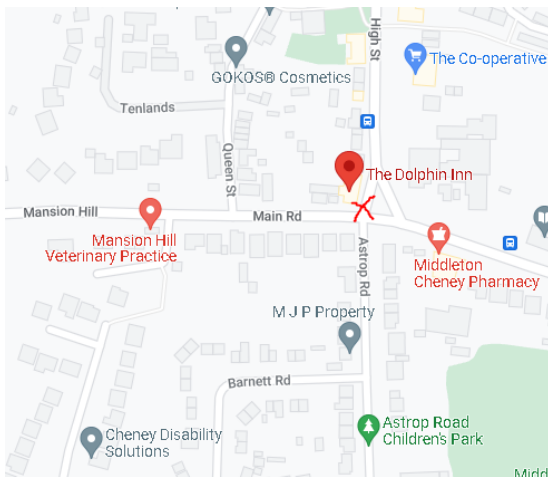 High St
The Co-operative
GOKOS® Cosmetics
Tenlands
Queen St
The Dolphin Inn
Mansion Hill
Main Rd
Mansion Hill
Veterinary Practice
Astrop Rd
Middleton
Cheney Pharmacy
M J P Property
Barnett Rd
Astrop Road
Children's Park
Cheney Disability
Solutions
Midd